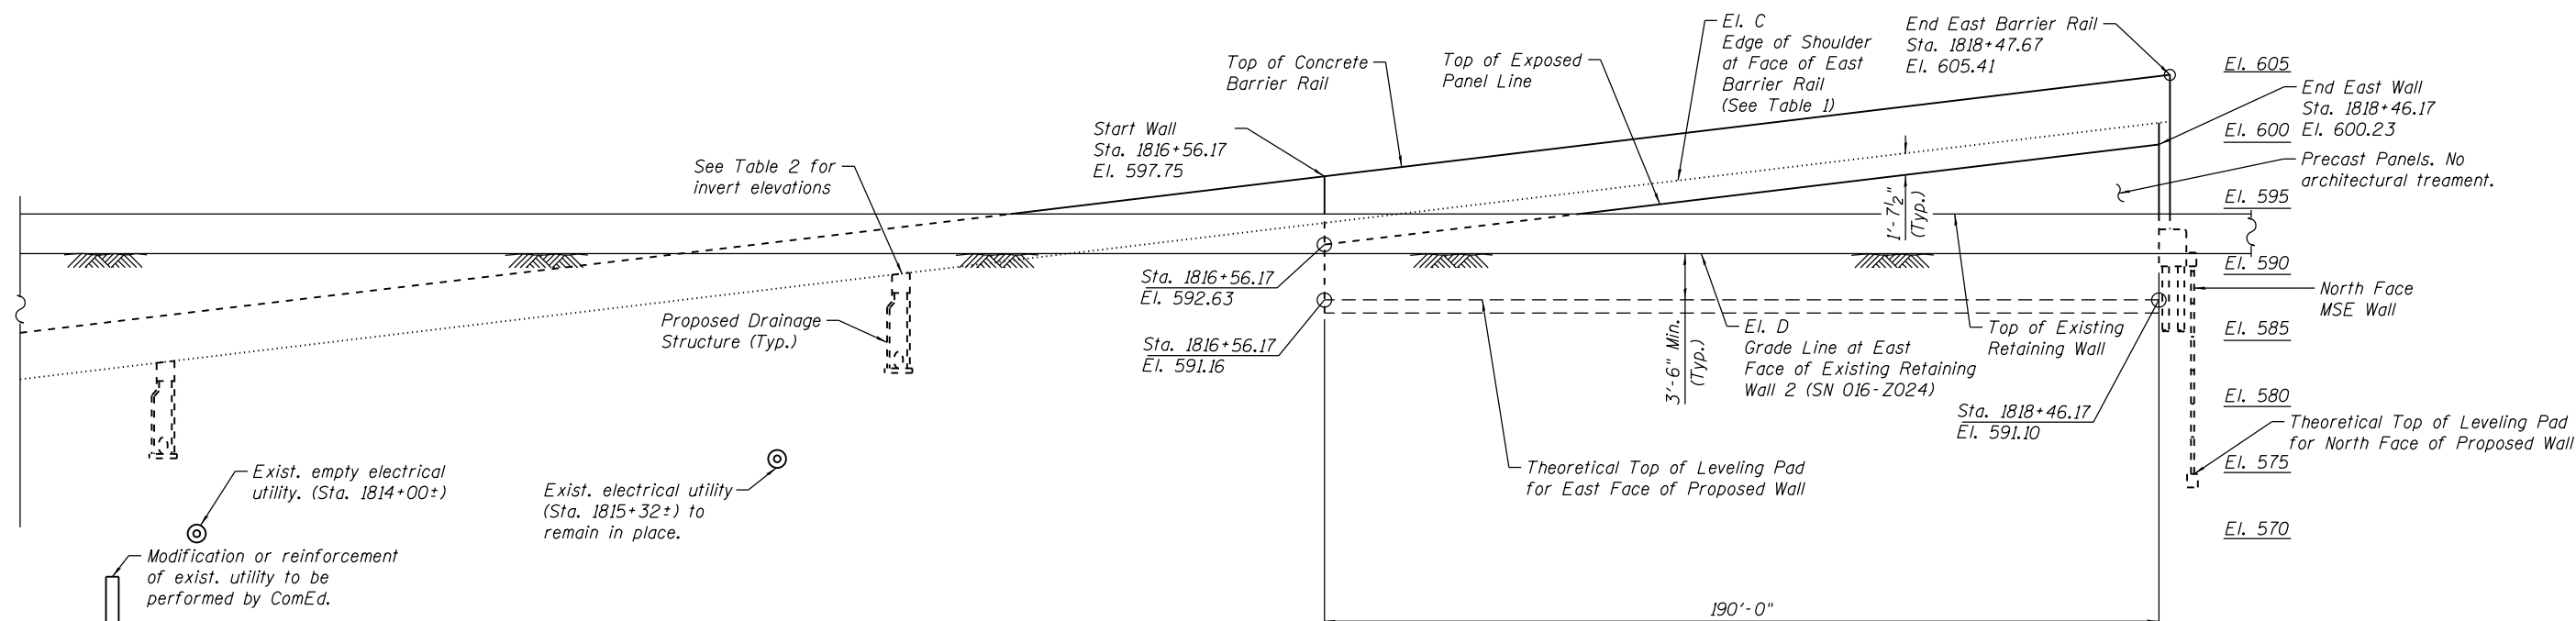 El. C
Edge of Shoulder
at Face of East
Barrier Rail
(See Table 1)
End East Barrier Rail
Sta. 1818+47.67
El. 605.41
Top of Concrete
Barrier Rail
Top of Exposed
Panel Line
El. 605
End East Wall
Sta. 1818+46.17
El. 600.23
Start Wall
Sta. 1816+56.17
El. 597.75
El. 600
See Table 2 for
invert elevations
Precast Panels. No
architectural treament.
El. 595
1'-7½"
(Typ.)
El. 590
Sta. 1816+56.17
El. 592.63
North Face
MSE Wall
Proposed Drainage
Structure (Typ.)
El. D
Grade Line at East
Face of Existing Retaining
Wall 2 (SN 016-Z024)
Top of Existing
Retaining Wall
El. 585
Sta. 1816+56.17
El. 591.16
3'-6" Min.
(Typ.)
El. 580
Sta. 1818+46.17
El. 591.10
Theoretical Top of Leveling Pad
for North Face of Proposed Wall
El. 575
Exist. empty electrical
utility. (Sta. 1814+00±)
Exist. electrical utility
(Sta. 1815+32±) to
remain in place.
Theoretical Top of Leveling Pad
for East Face of Proposed Wall
El. 570
Modification or reinforcement
of exist. utility to be
performed by ComEd.
190'-0"